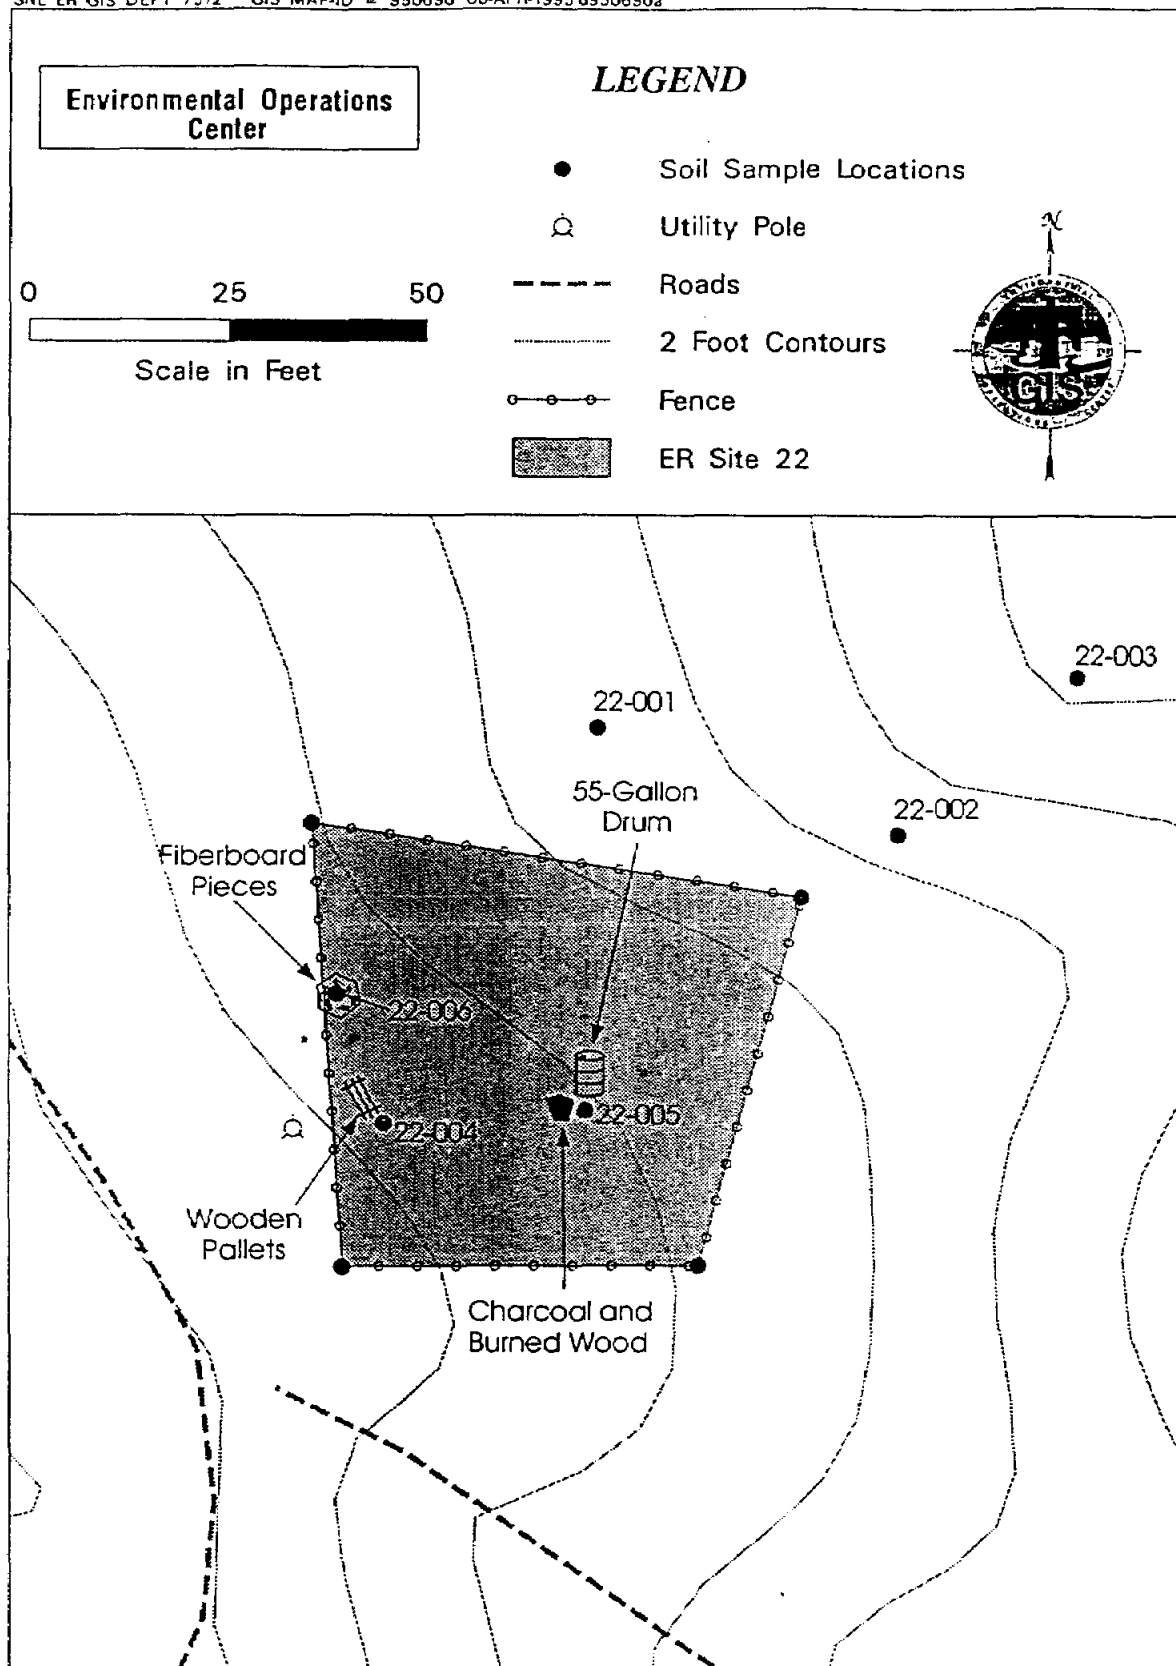 Environmental Operations
Center
LEGEND
Soil Sample Locations
Utility Pole
N
Roads
0 25 50
2 Foot Contours
Scale in Feet
GIS
Fence
ER Site 22
22-003
22-001
55-Gallon
Drum
22-002
Fiberboard
Pieces
22-006
22-005
22-004
Wooden
Pallets
Charcoal and
Burned Wood